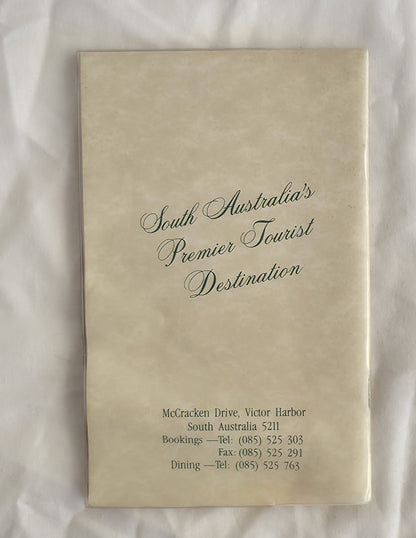 South Australia's
Premier Tourist
Destination
McCracken Drive, Victor Harbor
South Australia 5211
Bookings —Tel: (085) 525 303
Fax: (085) 525 291
Dining —Tel: (085) 525 763